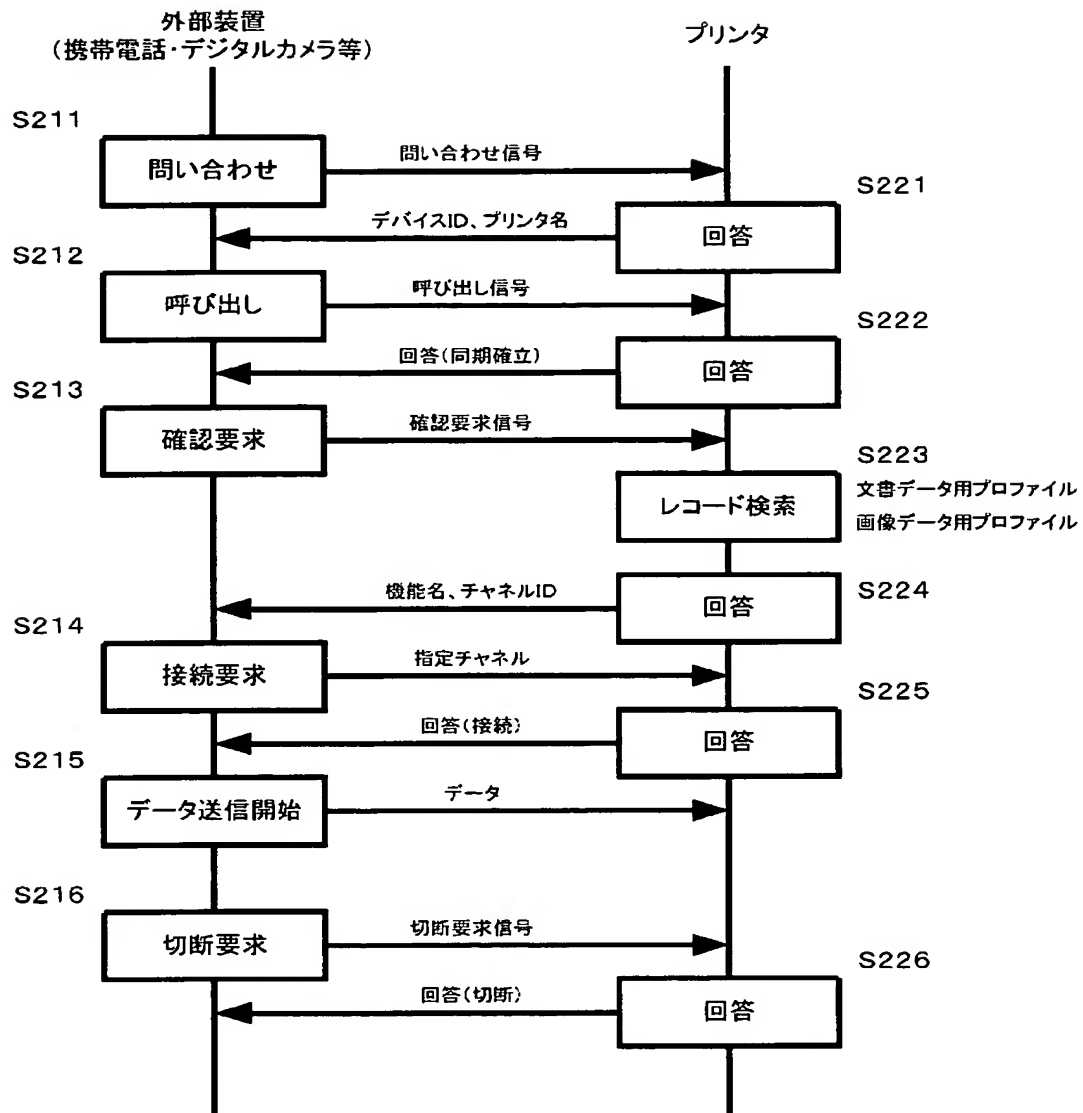 外部装置
(携帯電話・デジタルカメラ等)
プリンタ
S211
問い合わせ
問い合わせ信号
S221
デバイスID、プリンタ名
回答
S212
呼び出し
呼び出し信号
S222
回答(同期確立)
回答
S213
確認要求
確認要求信号
S223
レコード検索
文書データ用プロファイル
画像データ用プロファイル
機能名、チャネルID
回答
S224
S214
接続要求
指定チャネル
S225
回答(接続)
回答
S215
データ送信開始
データ
S216
切断要求
切断要求信号
S226
回答(切断)
回答